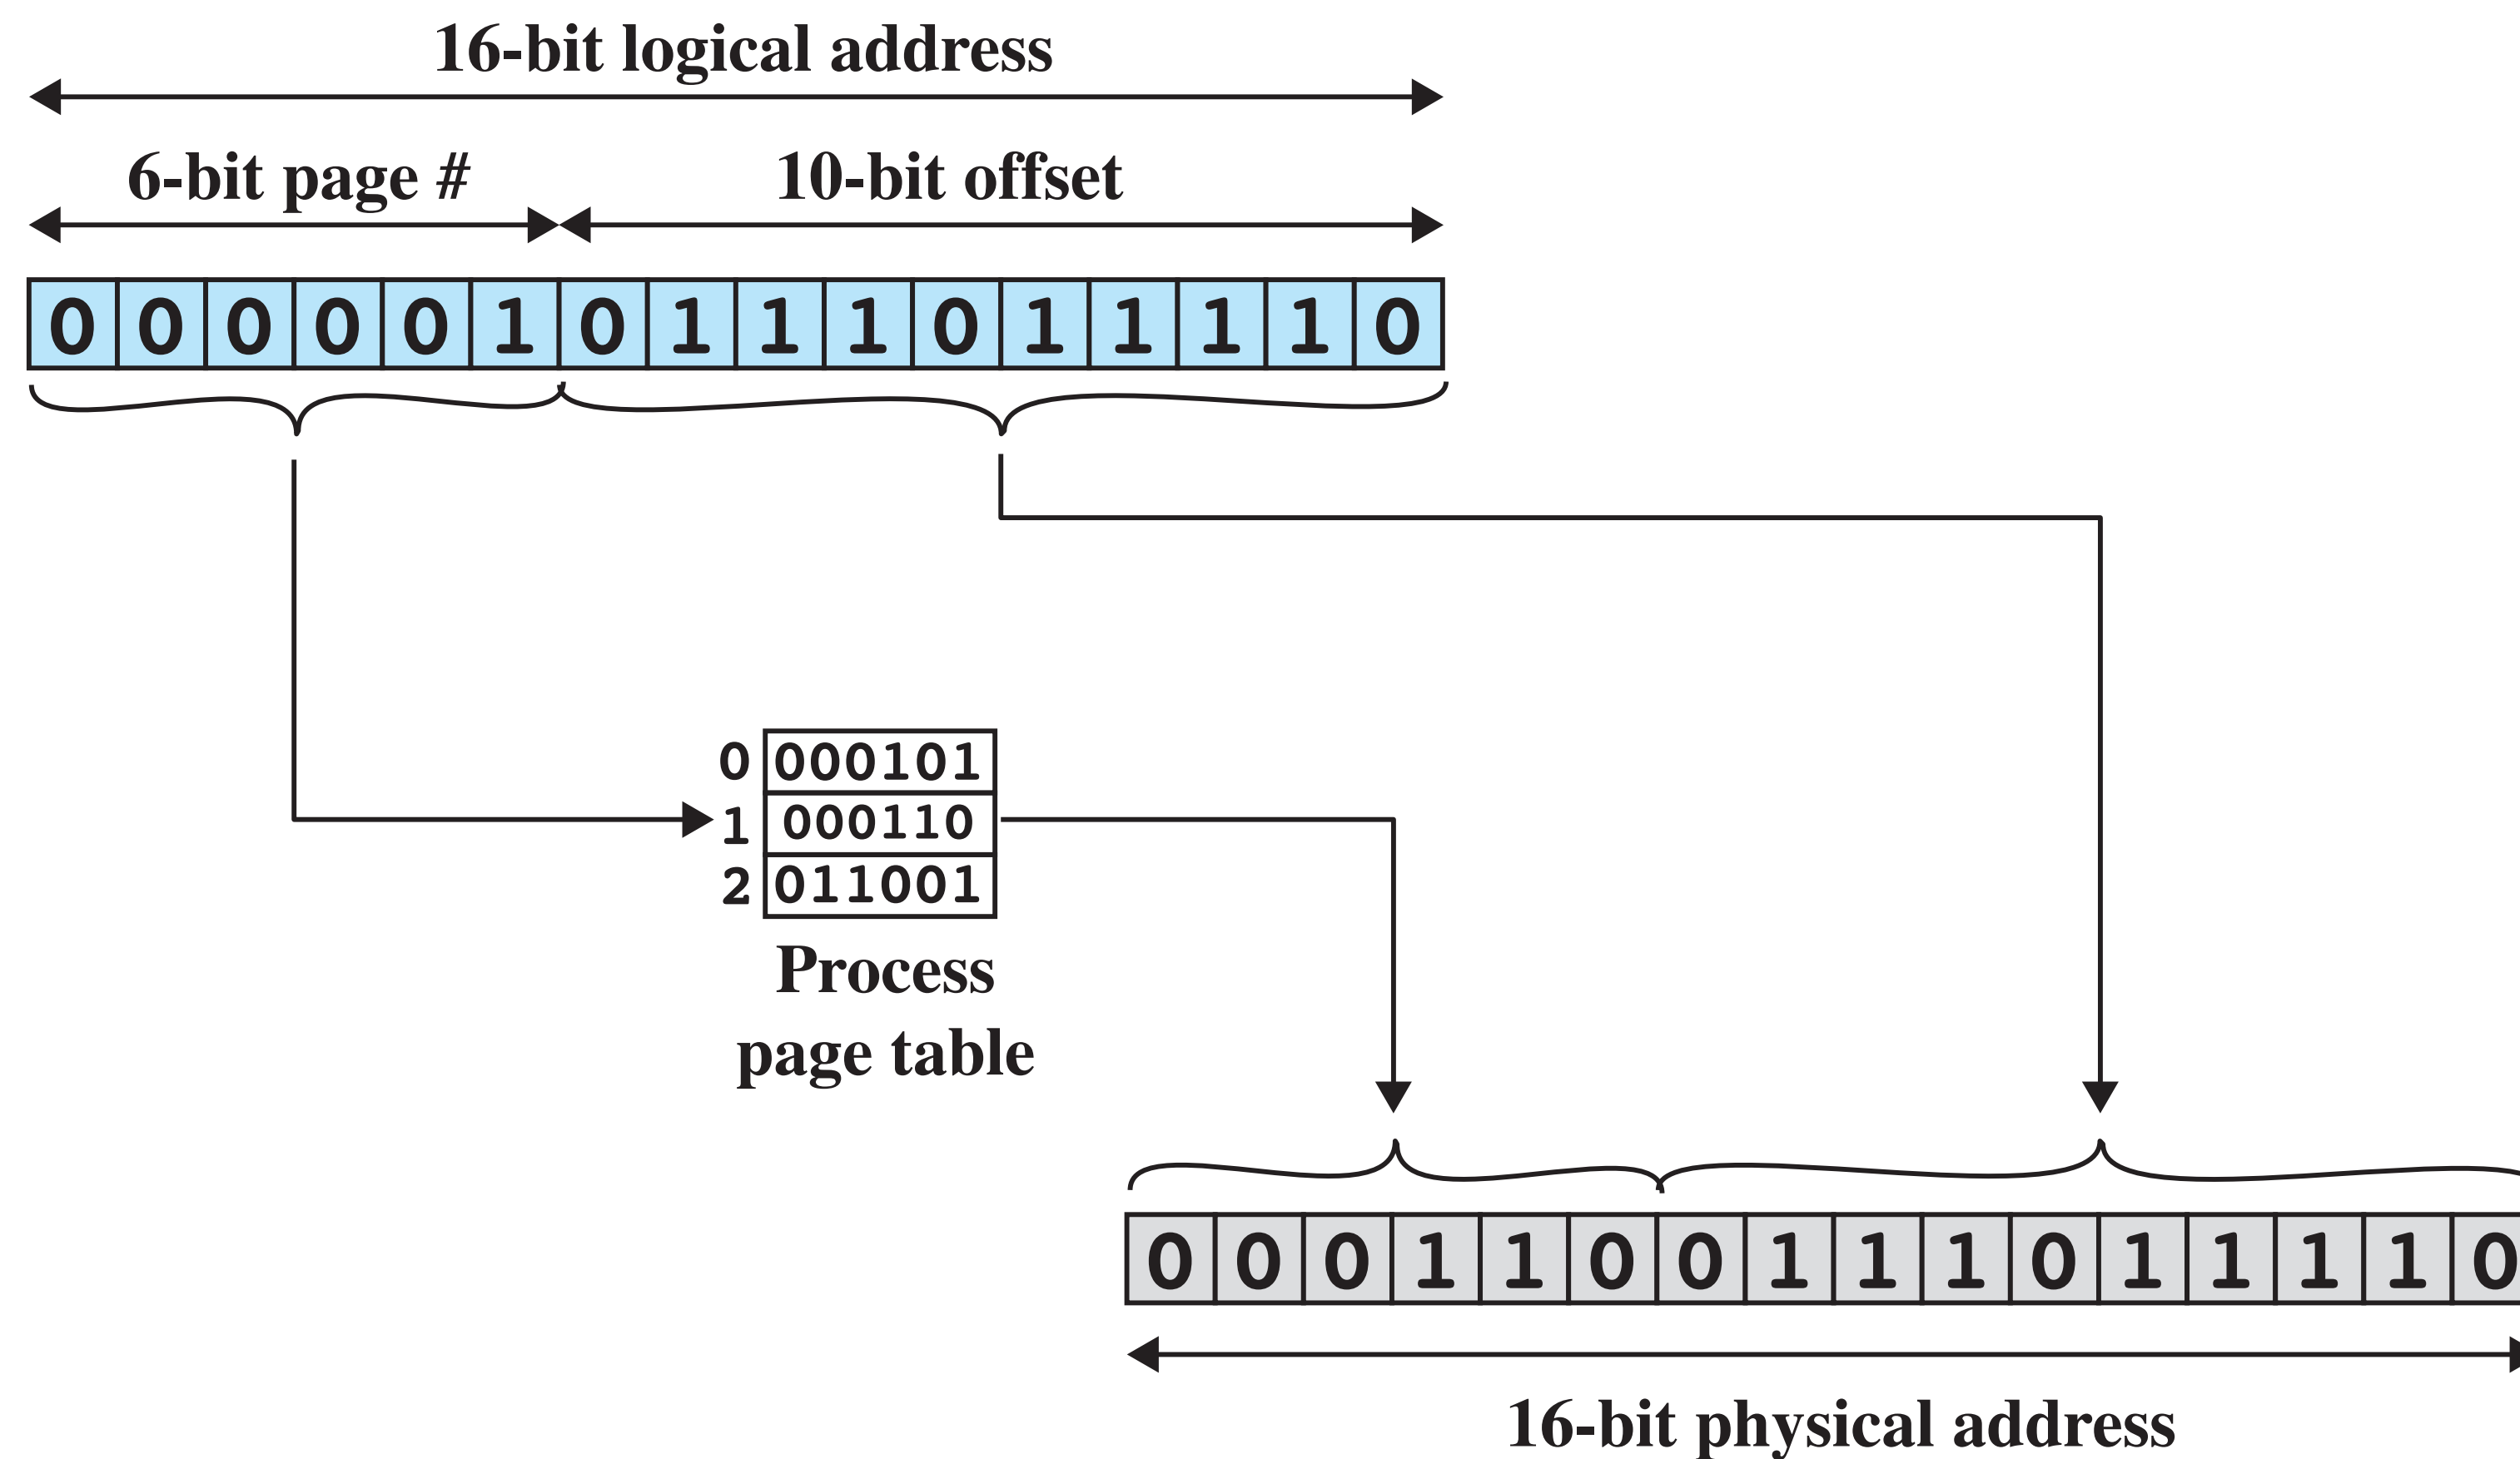 16-bit logical address
6-bit page # 10-bit offset
0 0 0 0 0 1 0 1 1 1 0 1 1 1 1 0
0 000101
1 000110
2 011001
Process
page table
0 0 0 1 1 0 0 1 1 1 0 1 1 1 1 0
16-bit physical address